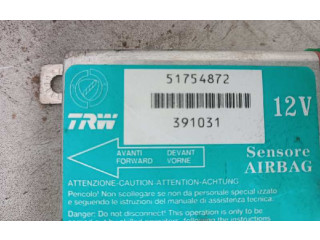 51754872
391031
12V
TRW
AVANTI DEVANT
FORWARD VORNE
Sensore
AIRBAG
ATTENZIONE-CAUTION-ATTENTION-ACHTUNG
Pericolo! Non scollegare se non da personale specializzato
e seguendo le istruzioni del manuale di assistenza tecnica.
Danger: Do not disconnect! This operation is only to be